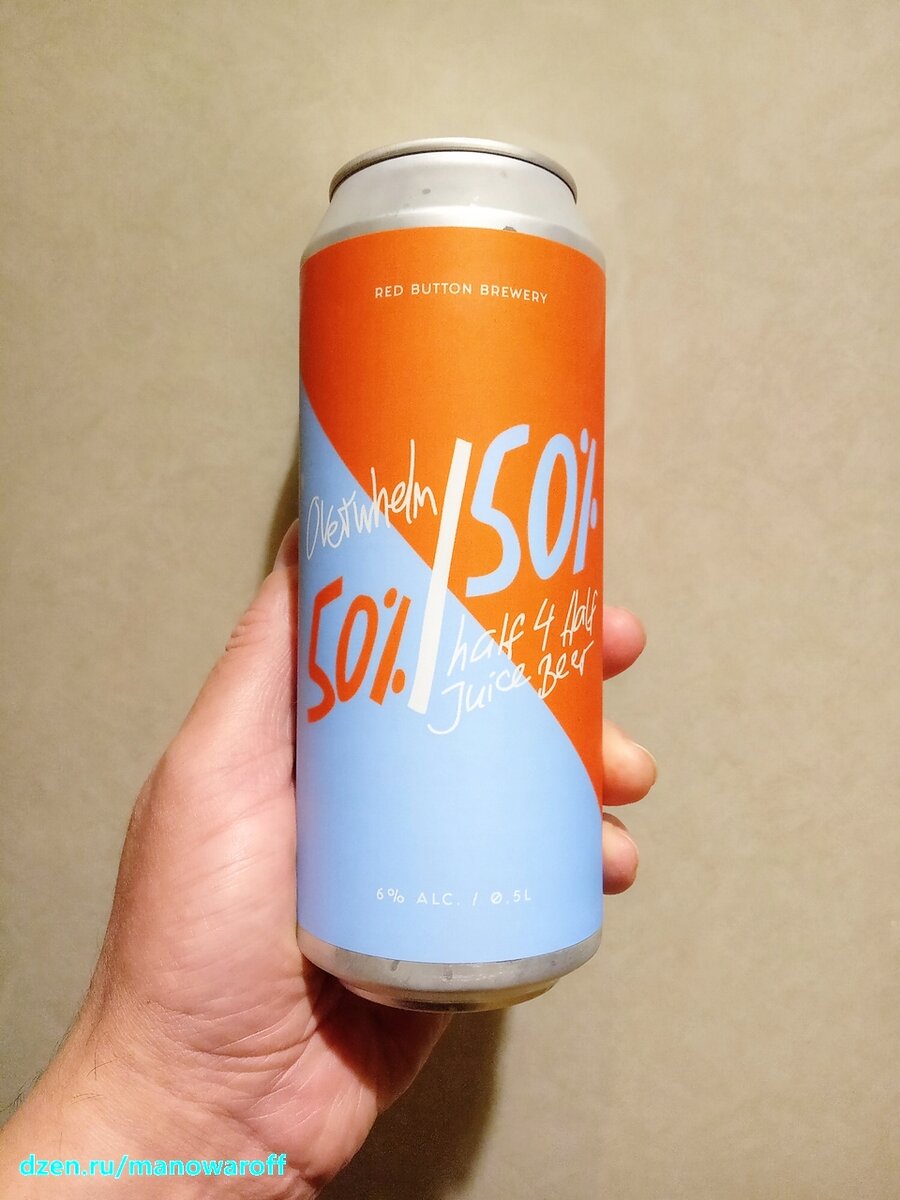 RED BUTTON BREWERY
Overwhelm
50%
50%
half 4 Half
Juice Beer
6% ALC. / 0.5L
dzen.ru/manowaroff